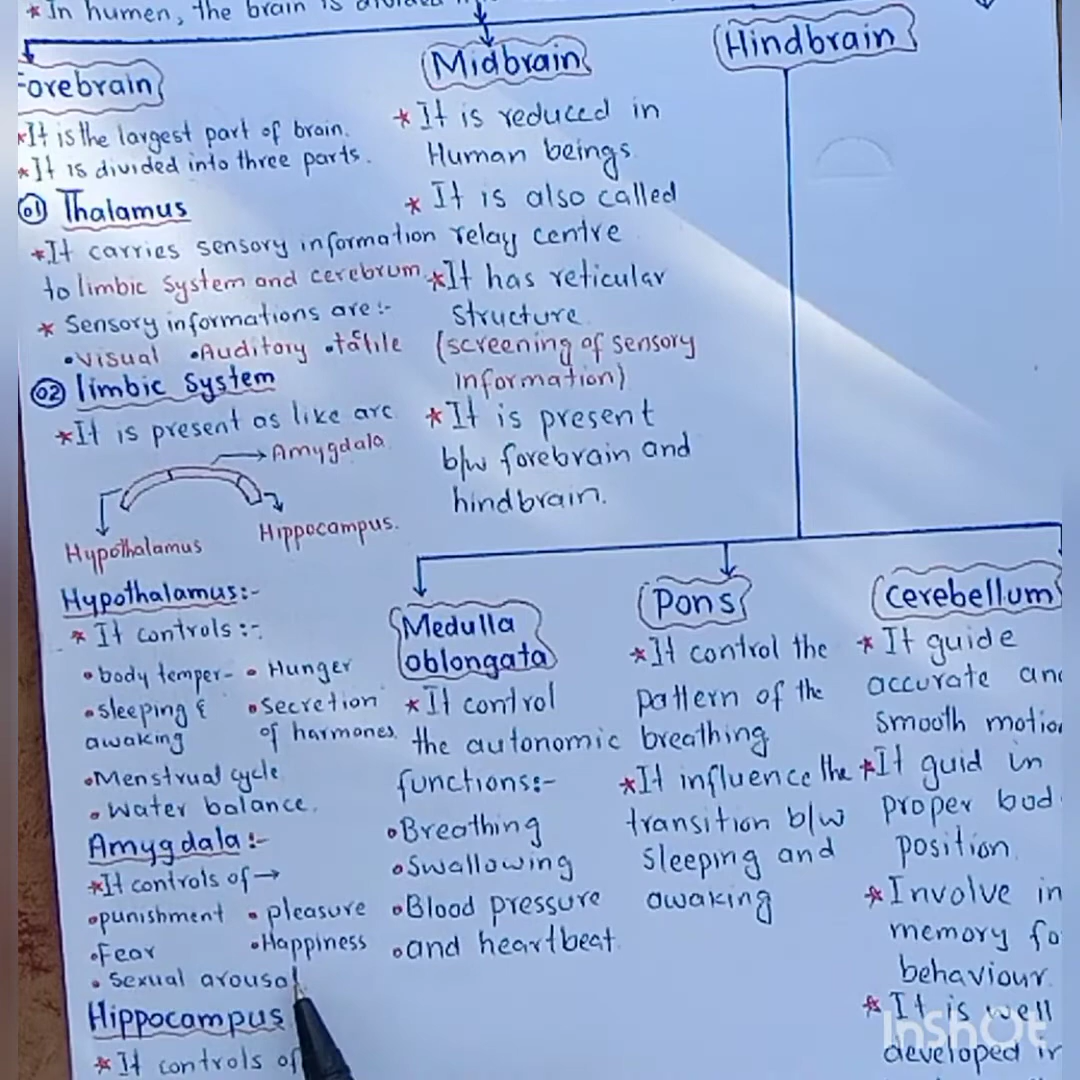 * In humen, the brain is divided
Forebrain
*It is the largest part of brain.
*It is divided into three parts.
01 Thalamus
*It carries sensory information
to limbic system and cerebrum
* Sensory informations are:-
•Visual •Auditory •tactile
02 limbic system
*It is present as like arc
Amygdala
Hypothalamus
Hippocampus.
Hypothalamus:-
* It controls:-
•body temper- • Hunger
•sleeping & •secretion
awaking of harmones
•Menstrual cycle
• water balance.
Amygdala:-
*It controls of→
•punishment • pleasure
•Fear •Happiness
• Sexual arousal
Hippocampus
* It controls of
Midbrain
* It is reduced in
Human beings
* It is also called
relay centre
*It has reticular
structure
(screening of sensory
information)
* It is present
b/w forebrain and
hindbrain.
Hindbrain
Medulla
oblongata
*It control
the autonomic
functions:-
•Breathing
•Swallowing
•Blood pressure
•and heartbeat
Pons
*It control the
pattern of the
breathing
*It influence the
transition b/w
sleeping and
awaking
Cerebellum
* It guide
accurate an
smooth motio
*It guid in
proper bod
position
*Involve in
memory fo
behaviour.
* It is well
developed in
InShOt